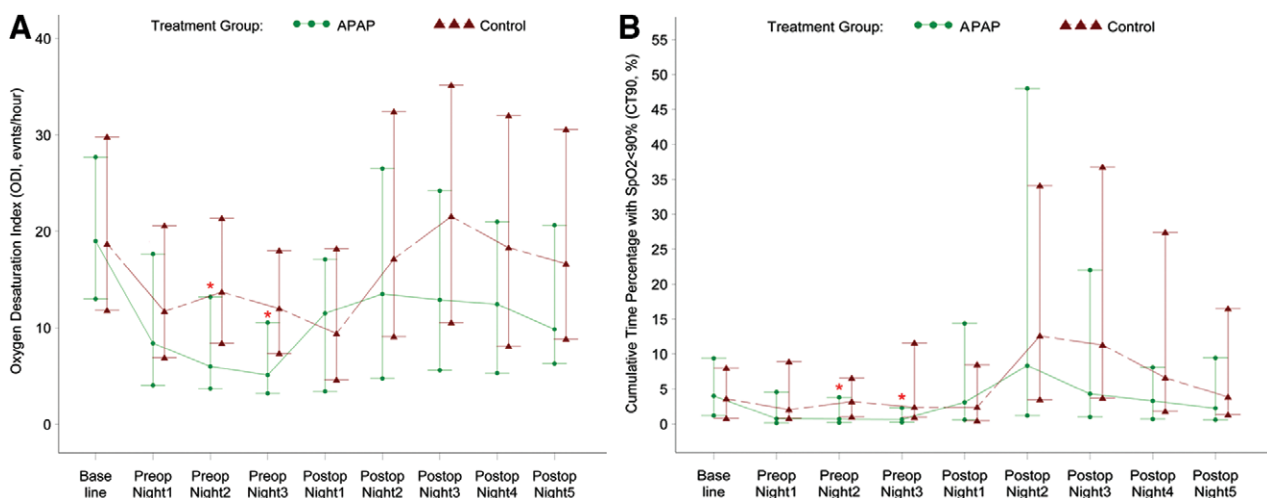 A
Treatment Group: APAP Control
Oxygen Desaturation Index (ODI, evnts/hour)
40
30
20
10
0
*
*
Base line
Preop Night1
Preop Night2
Preop Night3
Postop Night1
Postop Night2
Postop Night3
Postop Night4
Postop Night5
B
Treatment Group: APAP Control
Cumulative Time Percentage with SpO2<90% (CT90, %)
55
50
45
40
35
30
25
20
15
10
5
0
*
*
Base line
Preop Night1
Preop Night2
Preop Night3
Postop Night1
Postop Night2
Postop Night3
Postop Night4
Postop Night5